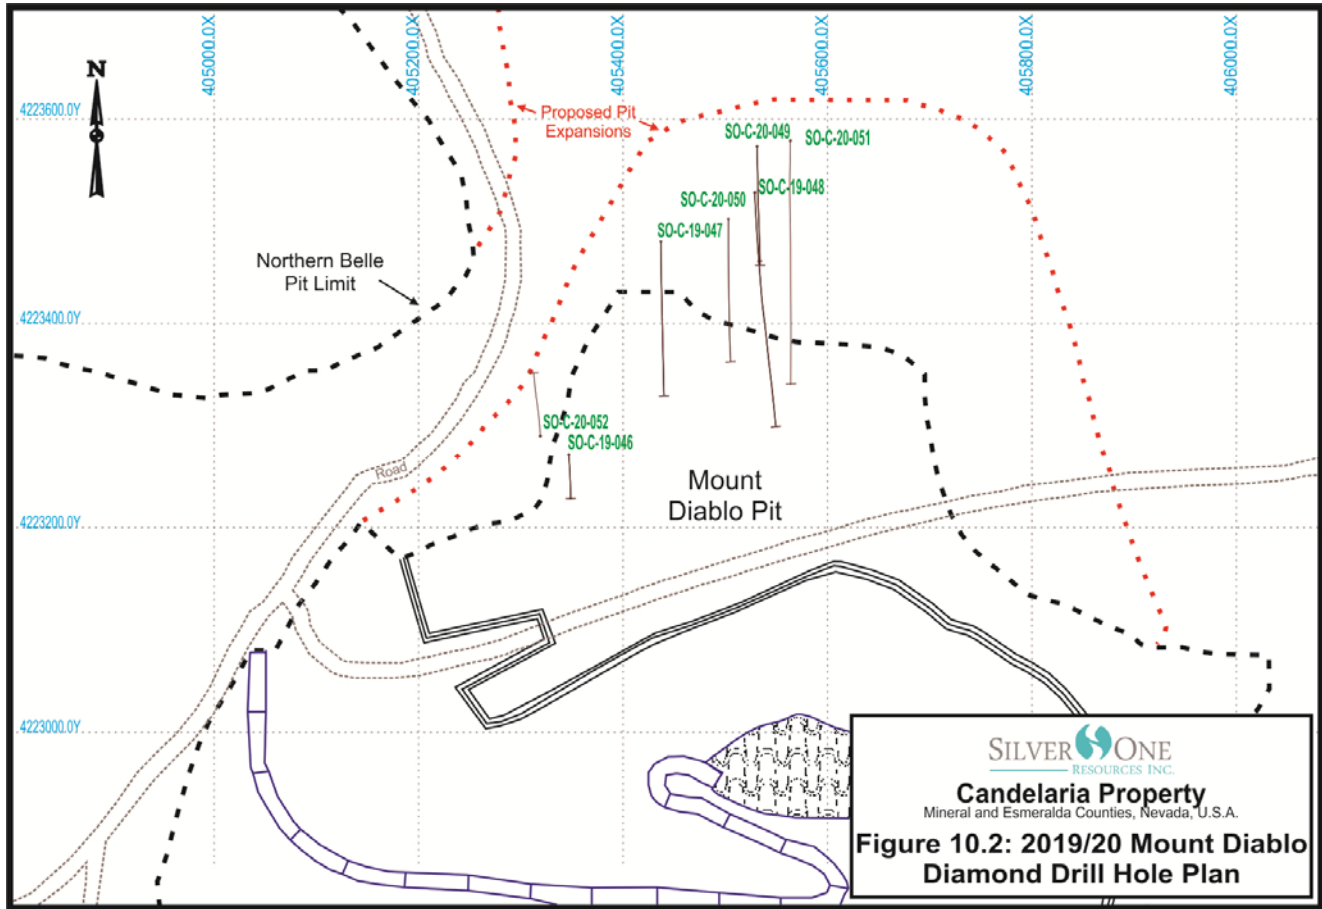 405000.0X
405200.0X
405400.0X
405600.0X
405800.0X
406000.0X
N
4223600.0Y
Proposed Pit
Expansions
SO-C-20-049
SO-C-20-051
SO-C-19-048
SO-C-20-050
SO-C-19-047
Northern Belle
Pit Limit
4223400.0Y
SO-C-20-052
SO-C-19-046
Road
Mount
Diablo Pit
4223200.0Y
4223000.0Y
SILVER ONE
RESOURCES INC.
Candelaria Property
Mineral and Esmeralda Counties, Nevada, U.S.A.
Figure 10.2: 2019/20 Mount Diablo
Diamond Drill Hole Plan